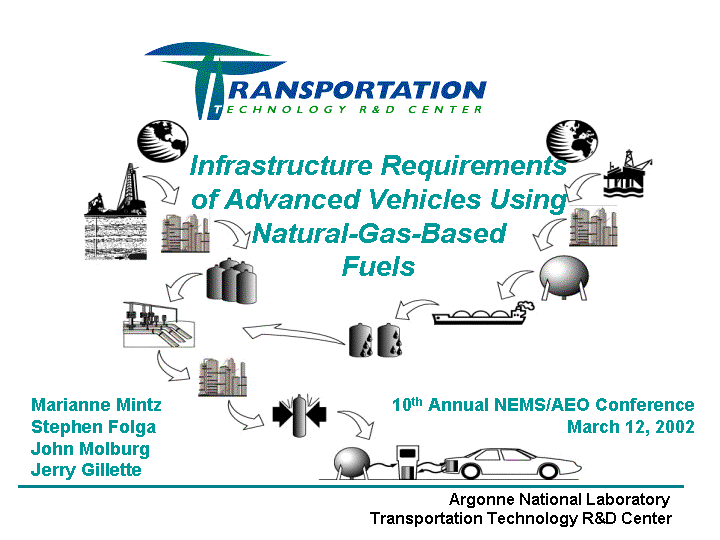 TRANSPORTATION
TECHNOLOGY R&D CENTER
Infrastructure Requirements
of Advanced Vehicles Using
Natural-Gas-Based
Fuels
Marianne Mintz
Stephen Folga
John Molburg
Jerry Gillette
10th Annual NEMS/AEO Conference
March 12, 2002
Argonne National Laboratory
Transportation Technology R&D Center